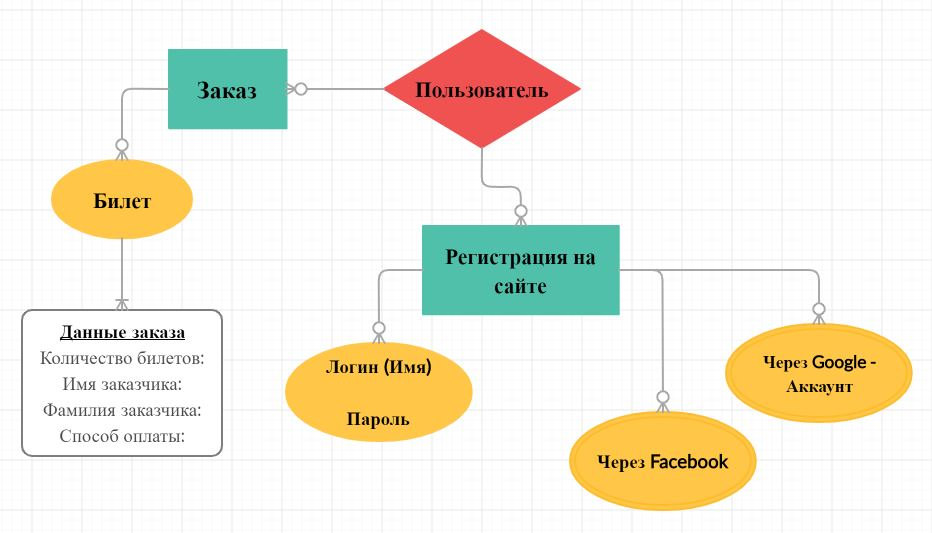 Заказ
Пользователь
Билет
Регистрация на
сайте
Данные заказа
Количество билетов:
Имя заказчика:
Фамилия заказчика:
Способ оплаты:
Логин (Имя)
Пароль
Через Facebook
Через Google -
Аккаунт